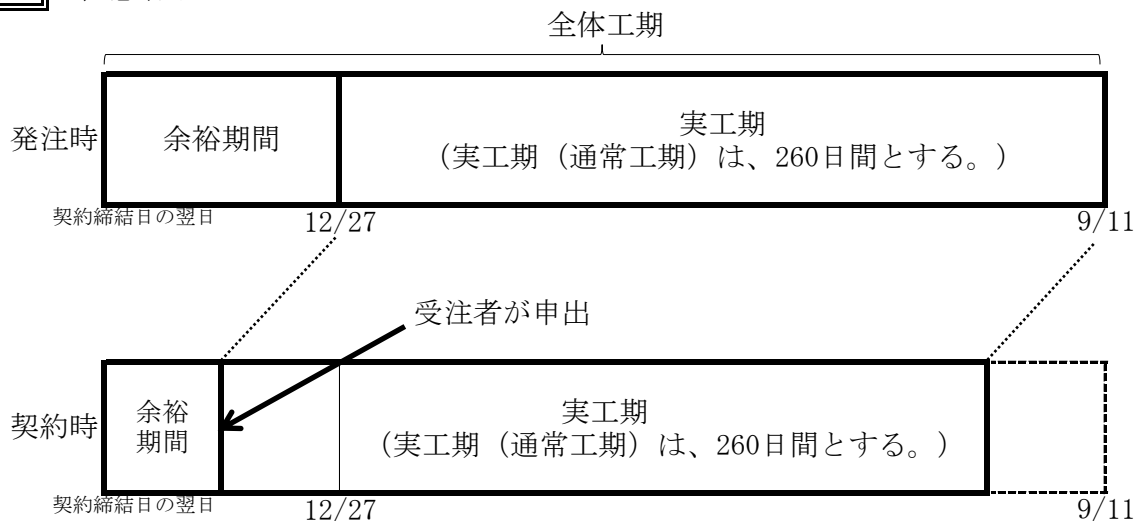 全体工期
発注時
余裕期間
実工期
（実工期（通常工期）は、260日間とする。）
契約締結日の翌日
12/27
9/11
受注者が申出
契約時
余裕
期間
実工期
（実工期（通常工期）は、260日間とする。）
契約締結日の翌日
12/27
9/11